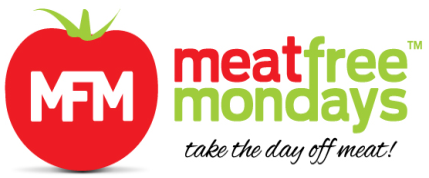 MFM
meatfree™
mondays
take the day off meat!